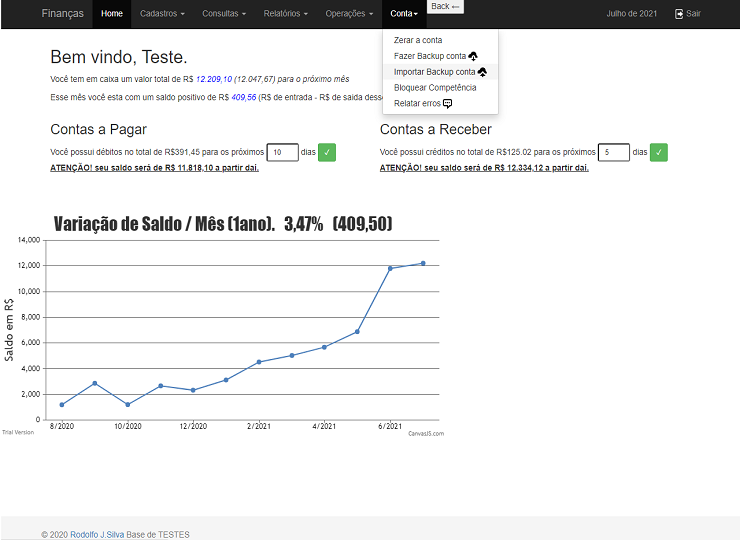 Finanças Home Cadastros Consultas Relatórios Operações Conta Back ← Julho de 2021 Sair
Zerar a conta
Fazer Backup conta
Importar Backup conta
Bloquear Competência
Relatar erros
Bem vindo, Teste.
Você tem em caixa um valor total de R$ 12.209,10 (12.047,67) para o próximo mês
Esse mês você esta com um saldo positivo de R$ 409,56 (R$ de entrada - R$ de saida desse
Contas a Pagar
Você possui débitos no total de R$391,45 para os próximos 10 dias ✓
ATENÇÃO! seu saldo será de R$ 11.818,10 a partir daí.
Contas a Receber
Você possui créditos no total de R$125.02 para os próximos 5 dias ✓
ATENÇÃO! seu saldo será de R$ 12.334,12 a partir daí.
Variação de Saldo / Mês (1ano). 3,47% (409,50)
Saldo em R$
14,000
12,000
10,000
8,000
6,000
4,000
2,000
0
8/2020 10/2020 12/2020 2/2021 4/2021 6/2021
Trial Version CanvasJS.com
© 2020 Rodolfo J.Silva Base de TESTES